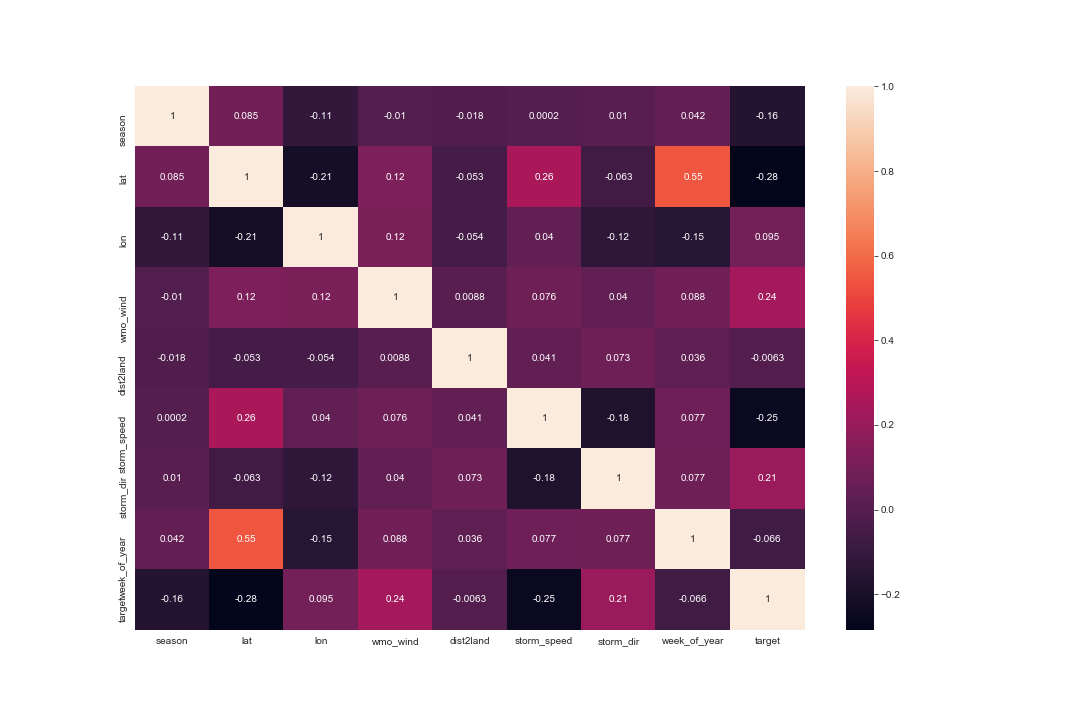 season 1 0.085 -0.11 -0.01 -0.018 0.0002 0.01 0.042 -0.16
lat 0.085 1 -0.21 0.12 -0.053 0.26 -0.063 0.55 -0.28
lon -0.11 -0.21 1 0.12 -0.054 0.04 -0.12 -0.15 0.095
wmo_wind -0.01 0.12 0.12 1 0.0088 0.076 0.04 0.088 0.24
dist2land -0.018 -0.053 -0.054 0.0088 1 0.041 0.073 0.036 -0.0063
storm_speed 0.0002 0.26 0.04 0.076 0.041 1 -0.18 0.077 -0.25
storm_dir 0.01 -0.063 -0.12 0.04 0.073 -0.18 1 0.077 0.21
week_of_year 0.042 0.55 -0.15 0.088 0.036 0.077 0.077 1 -0.066
target -0.16 -0.28 0.095 0.24 -0.0063 -0.25 0.21 -0.066 1
season lat lon wmo_wind dist2land storm_speed storm_dir week_of_year target
1.0
0.8
0.6
0.4
0.2
0.0
−0.2